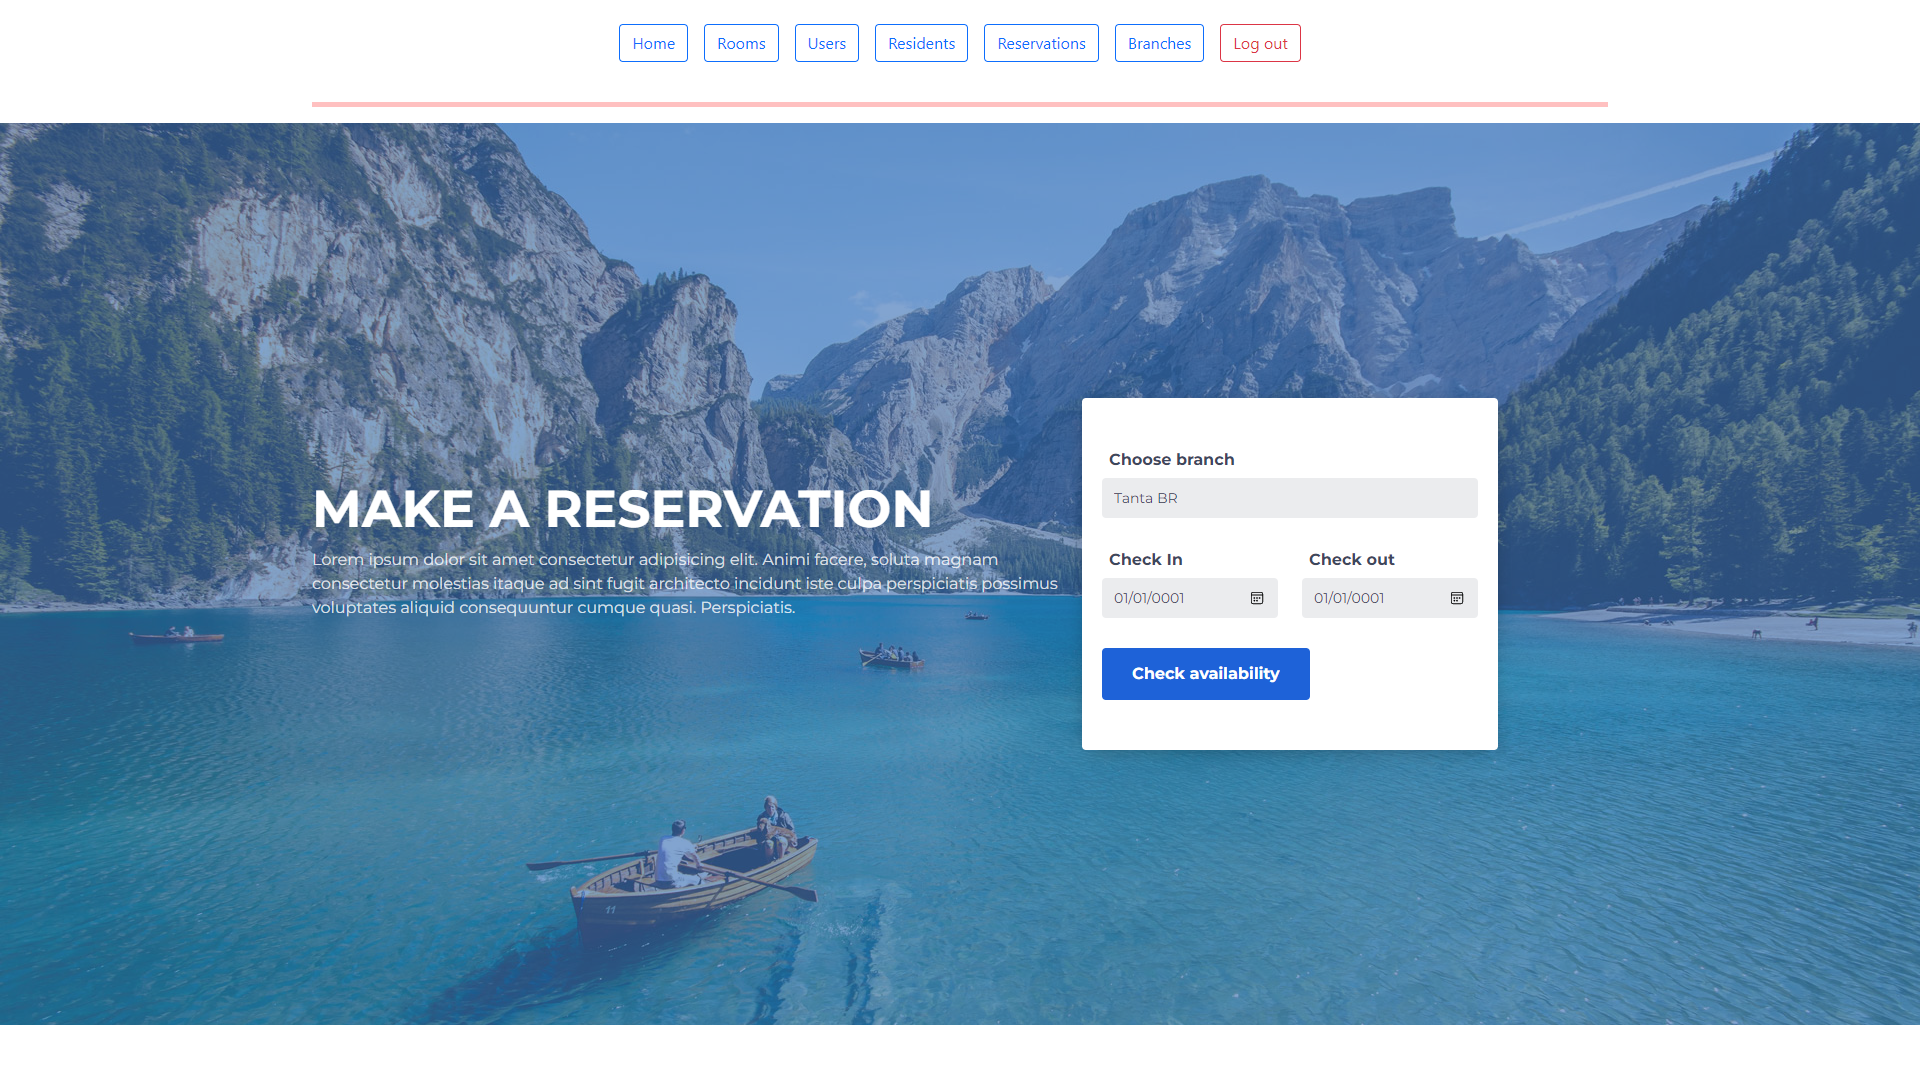 Home Rooms Users Residents Reservations Branches Log out
MAKE A RESERVATION
Lorem ipsum dolor sit amet consectetur adipisicing elit. Animi facere, soluta magnam
consectetur molestias itaque ad sint fugit architecto incidunt iste culpa perspiciatis possimus
voluptates aliquid consequuntur cumque quasi. Perspiciatis.
Choose branch
Tanta BR
Check In Check out
01/01/0001 01/01/0001
Check availability
11